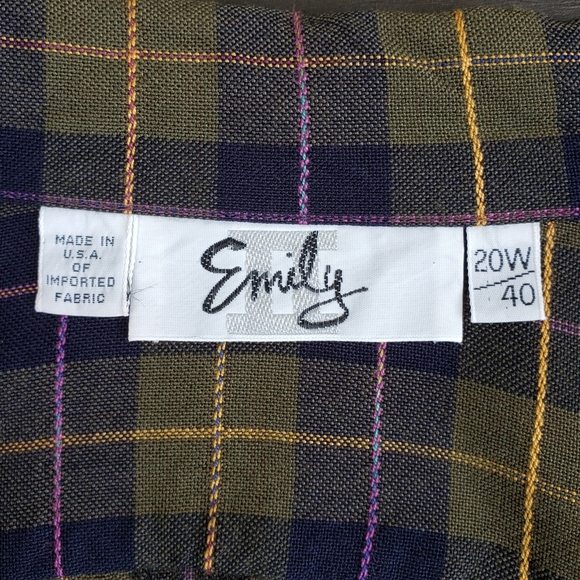 MADE IN
U.S.A.
OF
IMPORTED
FABRIC
E
Emily
20W
40